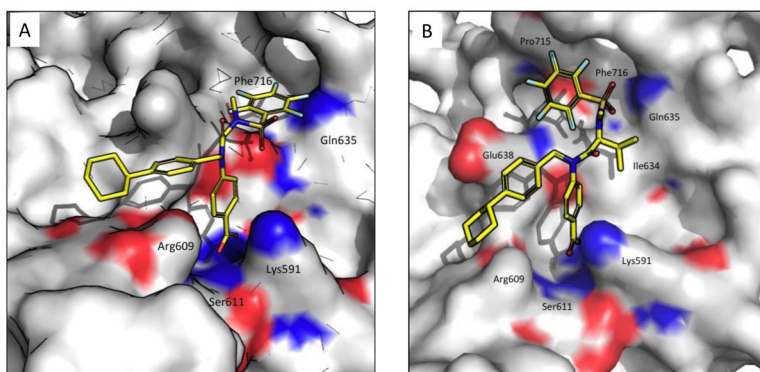 A
Phe716
Gln635
Arg609
Lys591
Ser611
B
Pro715
Phe716
Gln635
Glu638
Ile634
Arg609
Lys591
Ser611